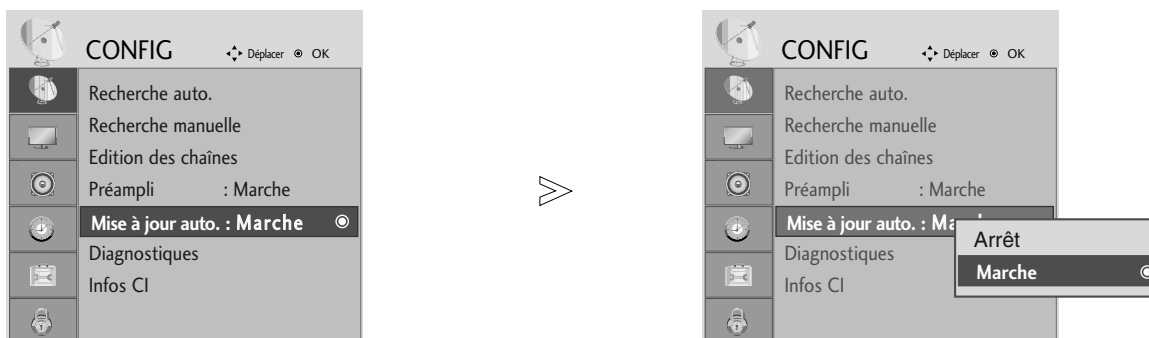 CONFIG Déplacer OK
Recherche auto.
Recherche manuelle
Edition des chaînes
Préampli : Marche
Mise à jour auto. : Marche
Diagnostiques
Infos CI
CONFIG Déplacer OK
Recherche auto.
Recherche manuelle
Edition des chaînes
Préampli : Marche
Mise à jour auto. : Ma
Diagnostiques
Infos CI
Arrêt
Marche